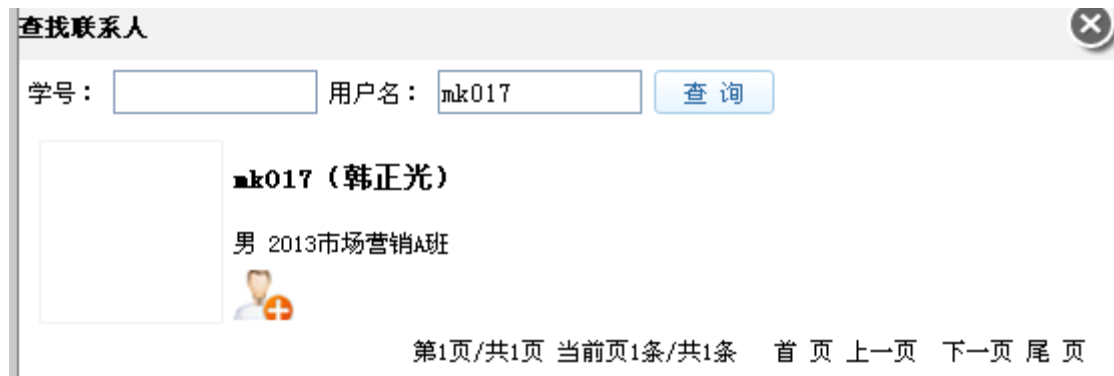 查找联系人
学号： 用户名： mk017 查 询
mk017（韩正光）
男 2013市场营销A班
第1页/共1页 当前页1条/共1条 首 页 上一页 下一页 尾 页